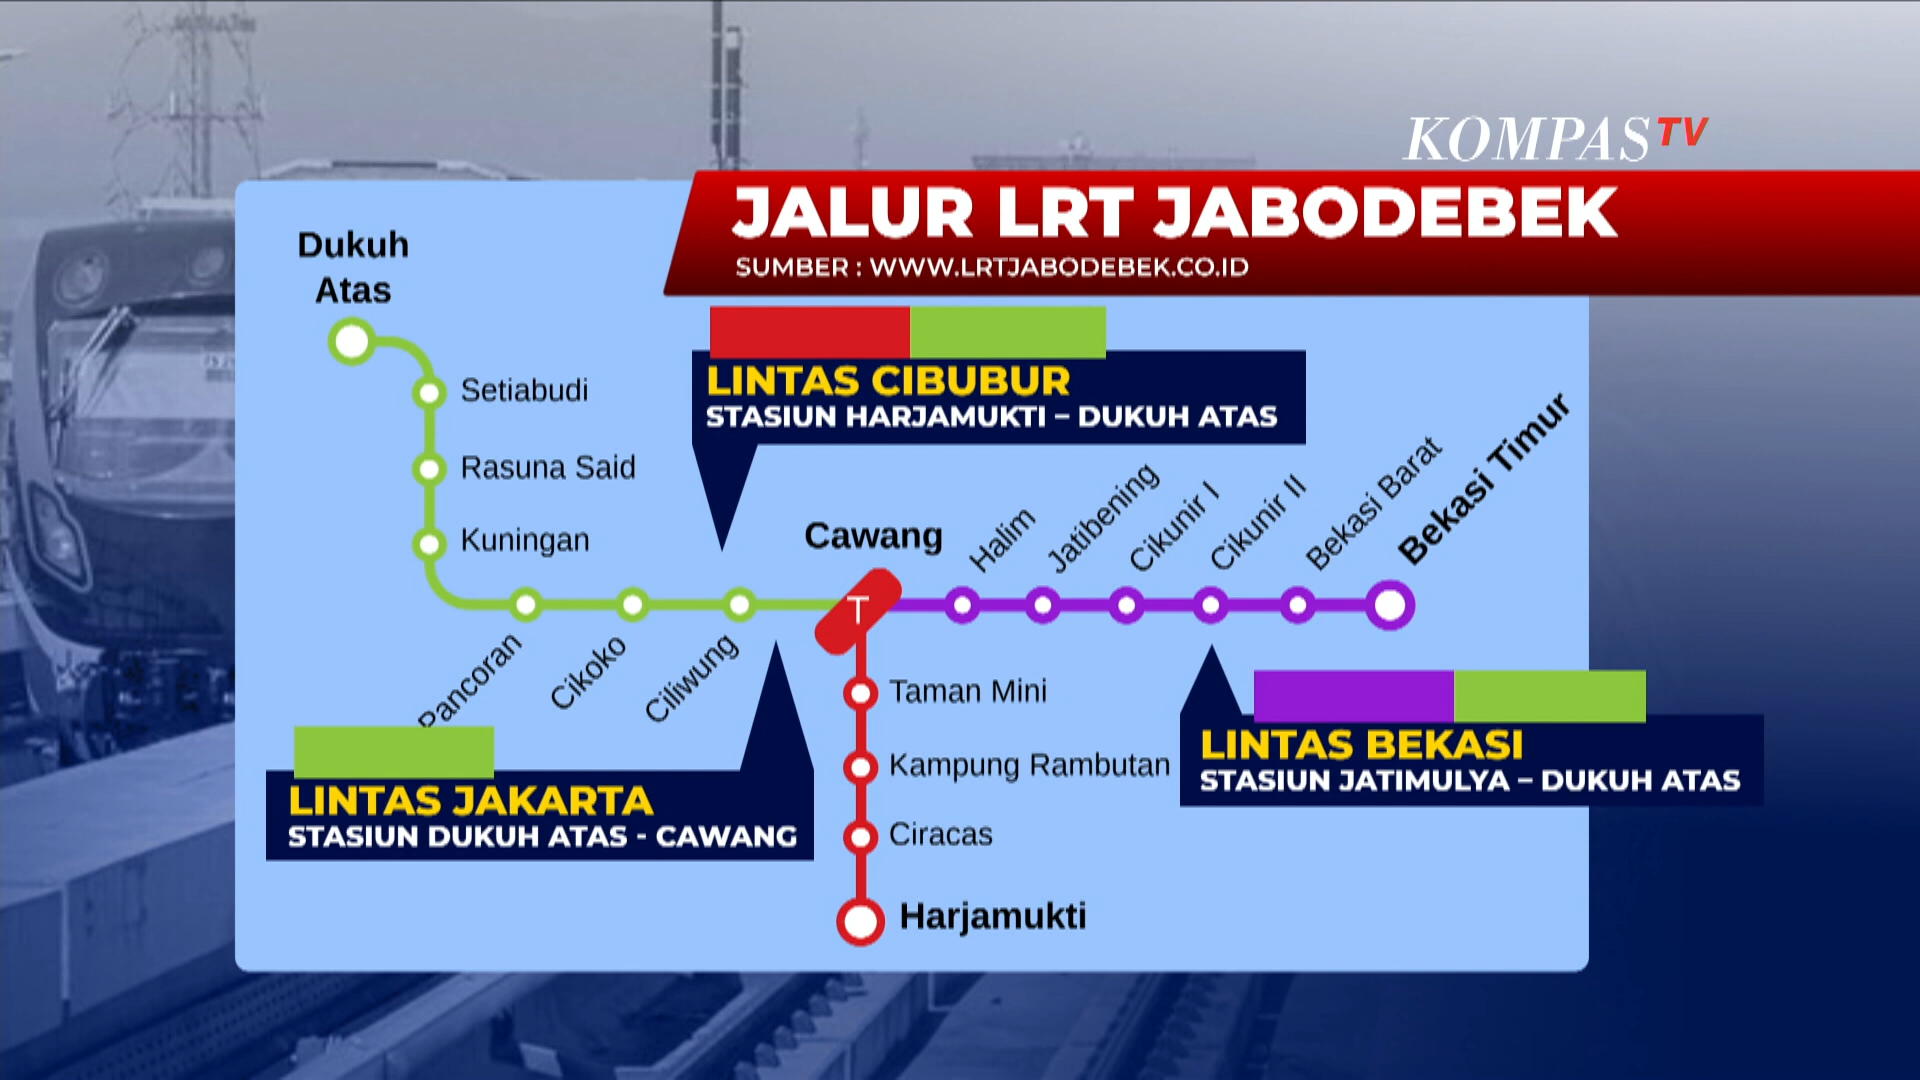 KOMPAS TV
JALUR LRT JABODEBEK
SUMBER : WWW.LRTJABODEBEK.CO.ID
Dukuh
Atas
Setiabudi
Rasuna Said
Kuningan
Pancoran
Cikoko
Ciliwung
LINTAS CIBUBUR
STASIUN HARJAMUKTI – DUKUH ATAS
Cawang
T
Halim
Jatibening
Cikunir I
Cikunir II
Bekasi Barat
Bekasi Timur
Taman Mini
Kampung Rambutan
Ciracas
Harjamukti
LINTAS JAKARTA
STASIUN DUKUH ATAS - CAWANG
LINTAS BEKASI
STASIUN JATIMULYA – DUKUH ATAS